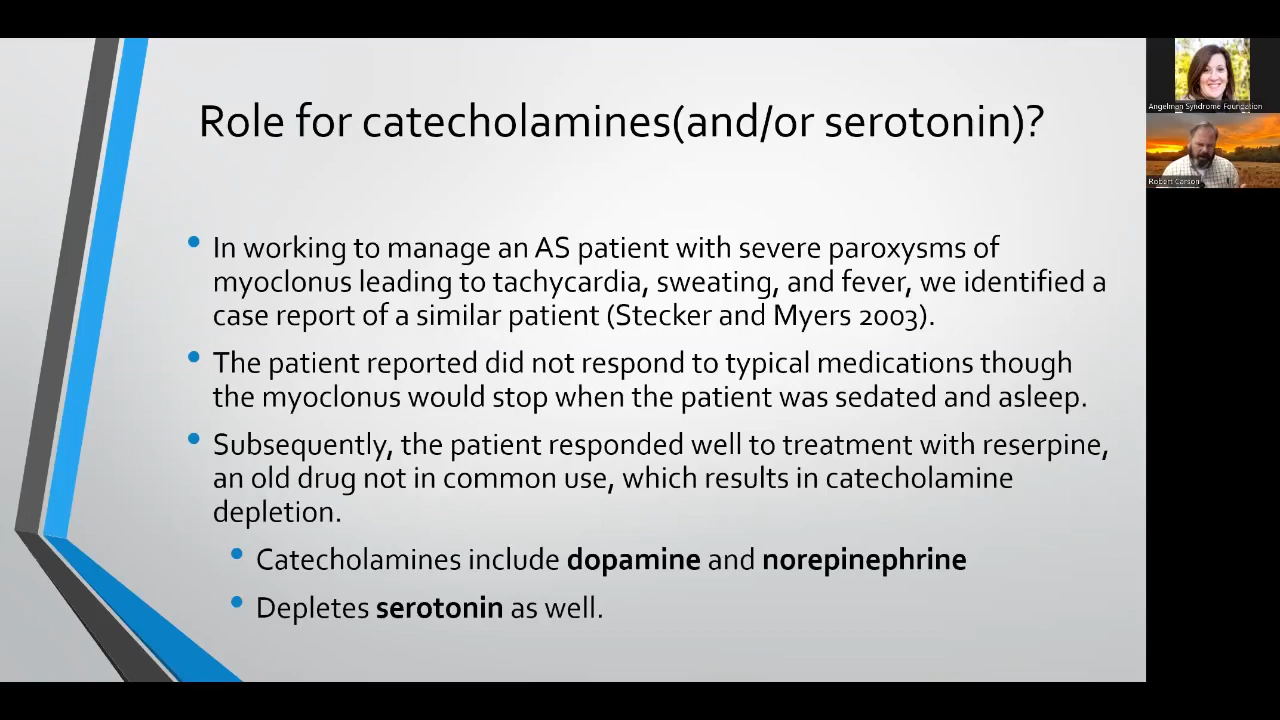 Role for catecholamines(and/or serotonin)?
Angelman Syndrome Foundation
Robert Carson
In working to manage an AS patient with severe paroxysms of
myoclonus leading to tachycardia, sweating, and fever, we identified a
case report of a similar patient (Stecker and Myers 2003).
The patient reported did not respond to typical medications though
the myoclonus would stop when the patient was sedated and asleep.
Subsequently, the patient responded well to treatment with reserpine,
an old drug not in common use, which results in catecholamine
depletion.
Catecholamines include dopamine and norepinephrine
Depletes serotonin as well.